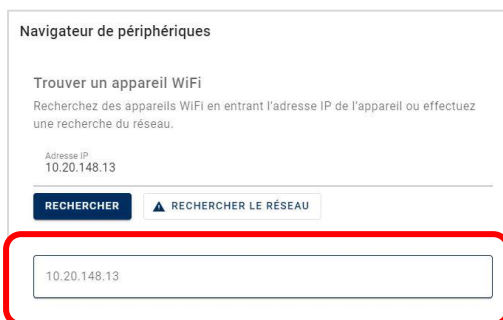 Navigateur de périphériques
Trouver un appareil WiFi
Recherchez des appareils WiFi en entrant l'adresse IP de l'appareil ou effectuez
une recherche du réseau.
Adresse IP
10.20.148.13
RECHERCHER
RECHERCHER LE RÉSEAU
10.20.148.13